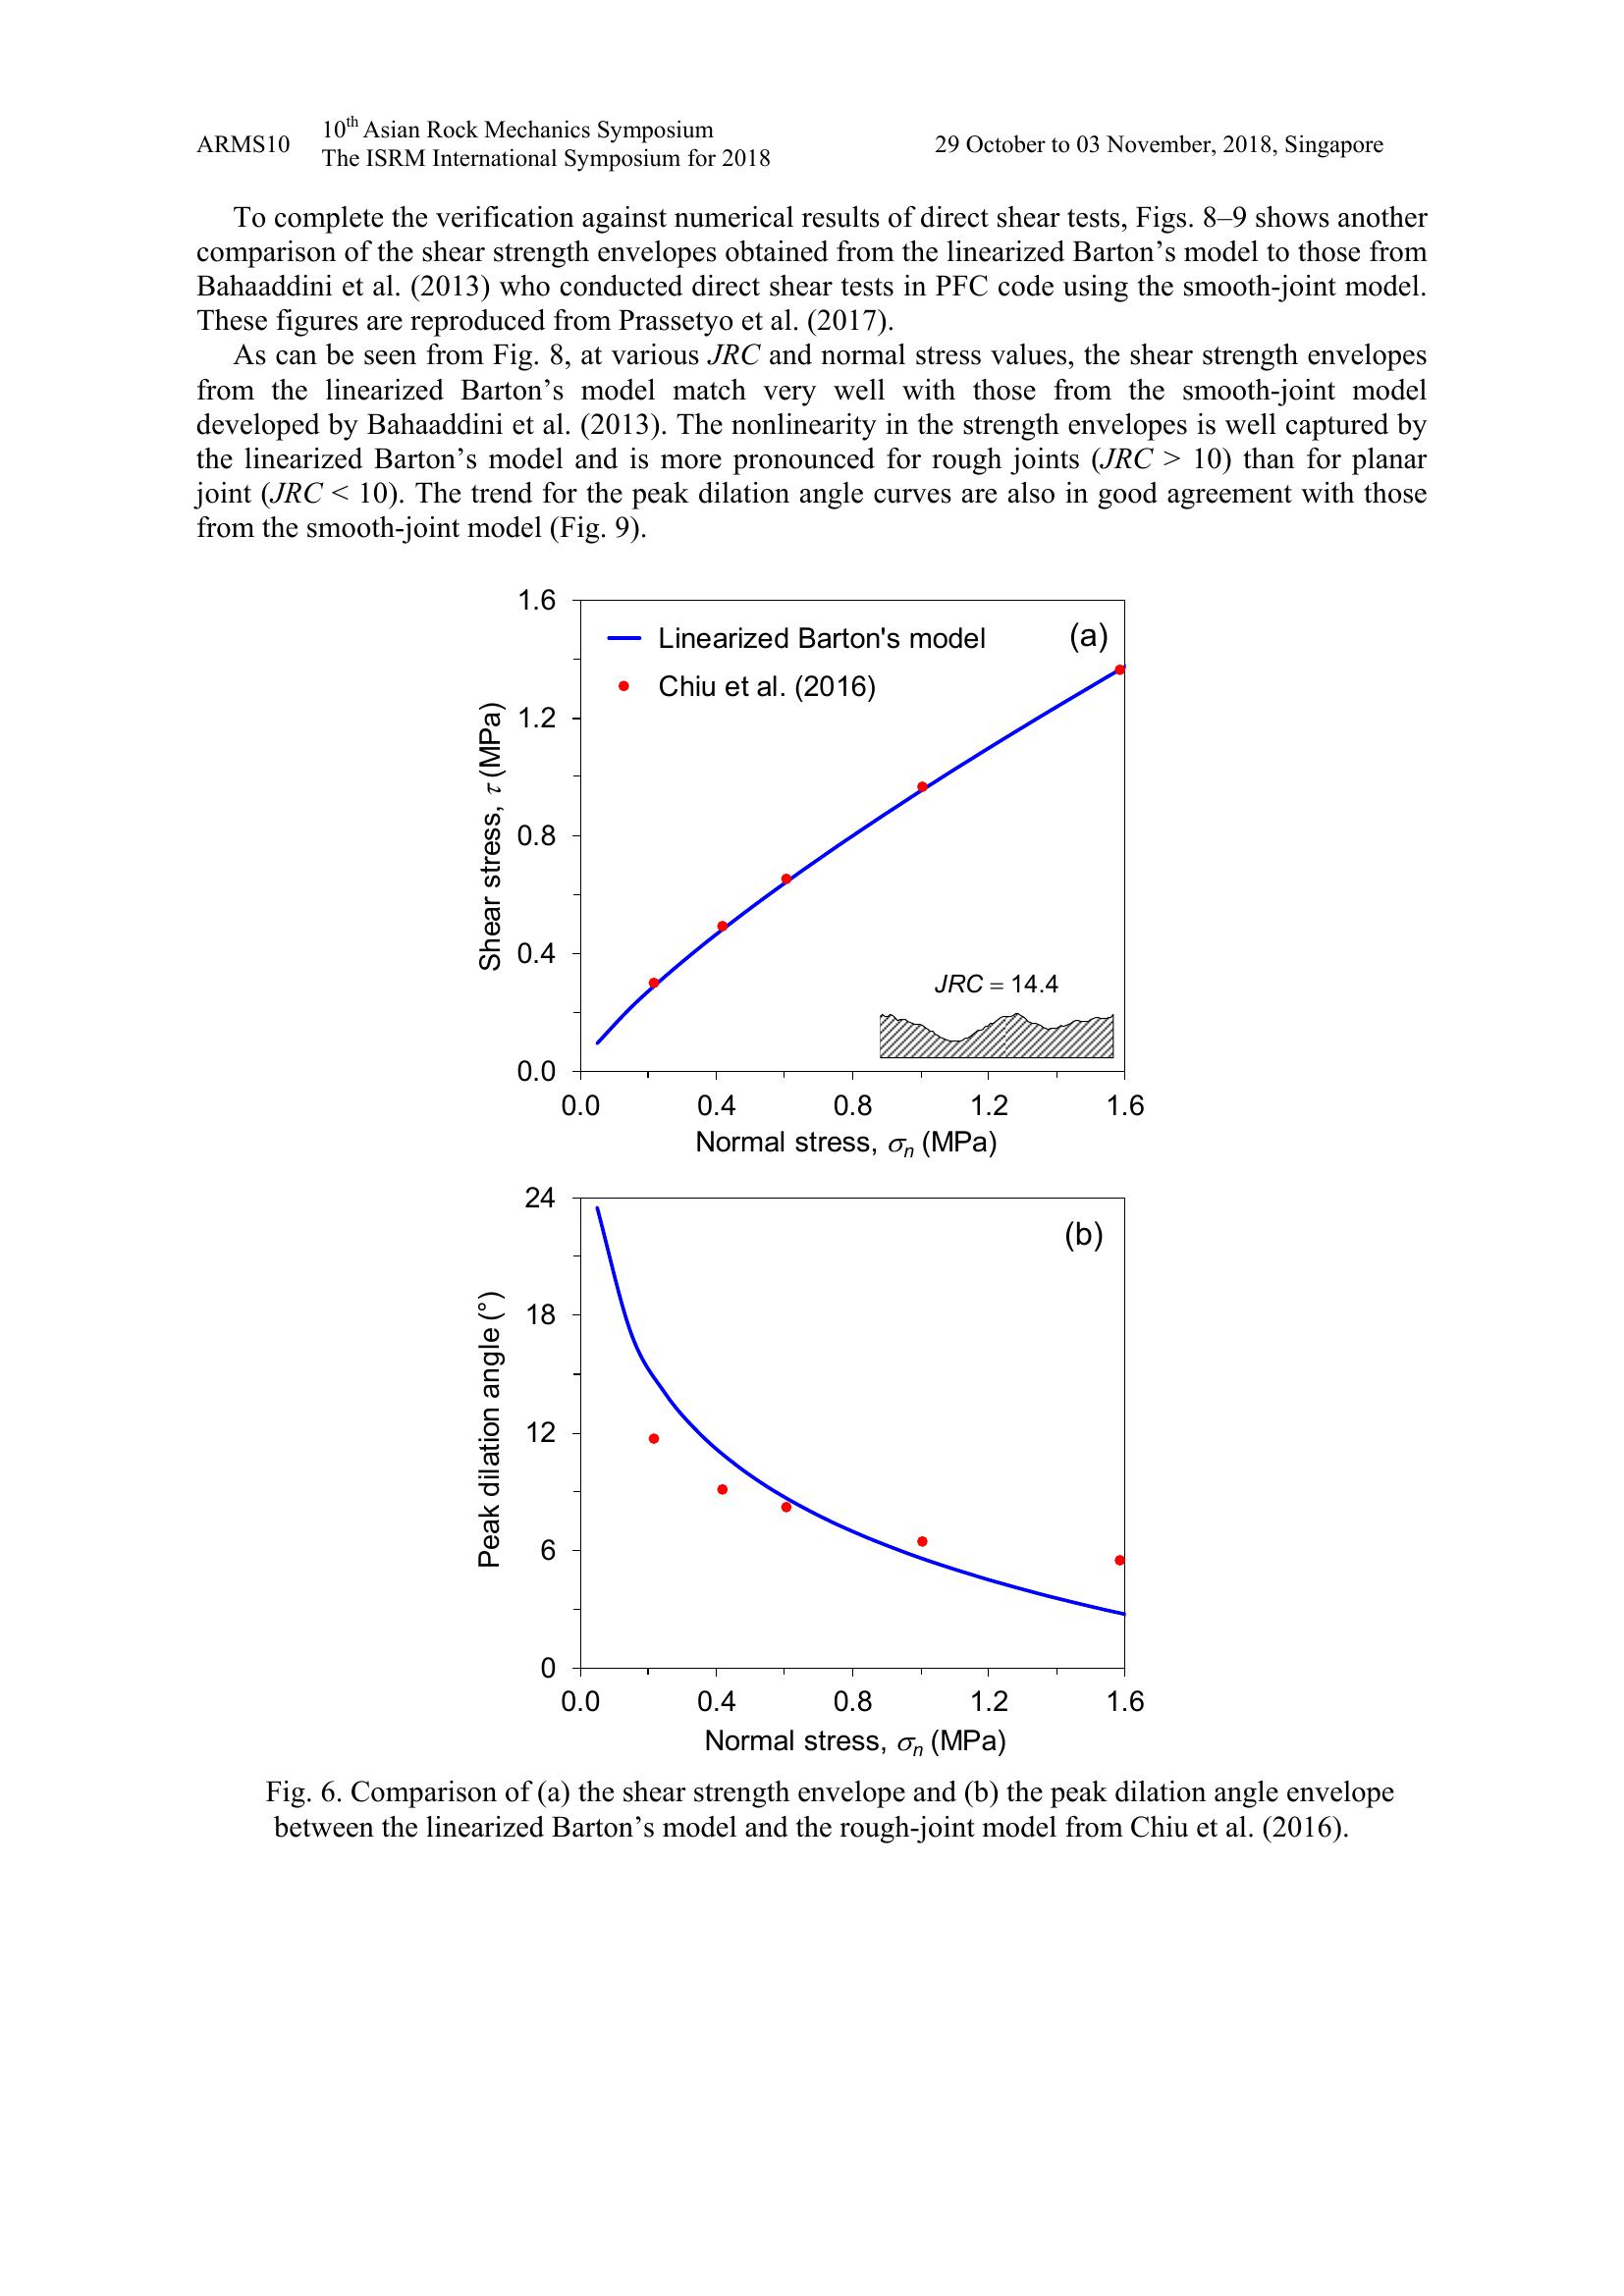 ARMS10
10th Asian Rock Mechanics Symposium
The ISRM International Symposium for 2018
29 October to 03 November, 2018, Singapore
To complete the verification against numerical results of direct shear tests, Figs. 8–9 shows another
comparison of the shear strength envelopes obtained from the linearized Barton’s model to those from
Bahaaddini et al. (2013) who conducted direct shear tests in PFC code using the smooth-joint model.
These figures are reproduced from Prassetyo et al. (2017).
As can be seen from Fig. 8, at various JRC and normal stress values, the shear strength envelopes
from the linearized Barton’s model match very well with those from the smooth-joint model
developed by Bahaaddini et al. (2013). The nonlinearity in the strength envelopes is well captured by
the linearized Barton’s model and is more pronounced for rough joints (JRC > 10) than for planar
joint (JRC < 10). The trend for the peak dilation angle curves are also in good agreement with those
from the smooth-joint model (Fig. 9).
1.6
1.2
0.8
0.4
0.0
Shear stress, τ (MPa)
Linearized Barton's model
Chiu et al. (2016)
(a)
JRC = 14.4
0.0 0.4 0.8 1.2 1.6
Normal stress, σn (MPa)
24
18
12
6
0
Peak dilation angle (°)
(b)
0.0 0.4 0.8 1.2 1.6
Normal stress, σn (MPa)
Fig. 6. Comparison of (a) the shear strength envelope and (b) the peak dilation angle envelope
between the linearized Barton’s model and the rough-joint model from Chiu et al. (2016).